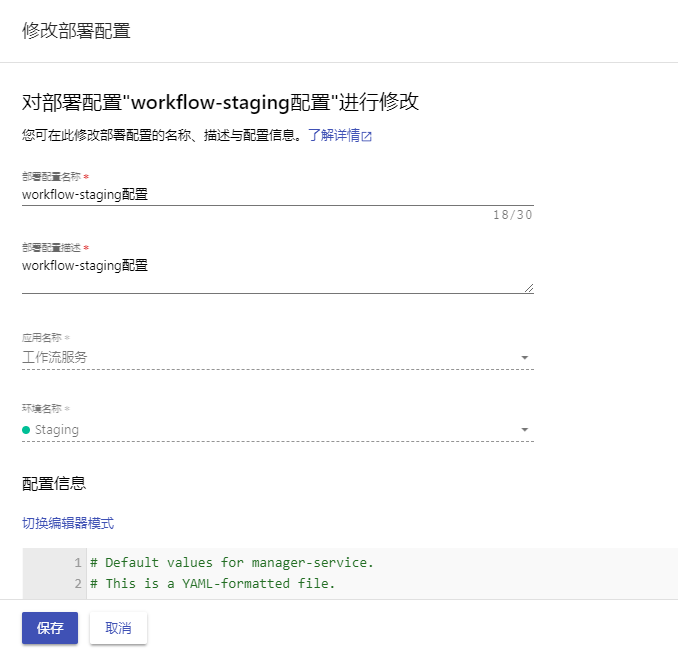 修改部署配置
对部署配置"workflow-staging配置"进行修改
您可在此修改部署配置的名称、描述与配置信息。了解详情
部署配置名称 *
workflow-staging配置
18/30
部署配置描述 *
workflow-staging配置
应用名称 *
工作流服务
环境名称 *
Staging
配置信息
切换编辑器模式
1 # Default values for manager-service.
2 # This is a YAML-formatted file.
保存 取消